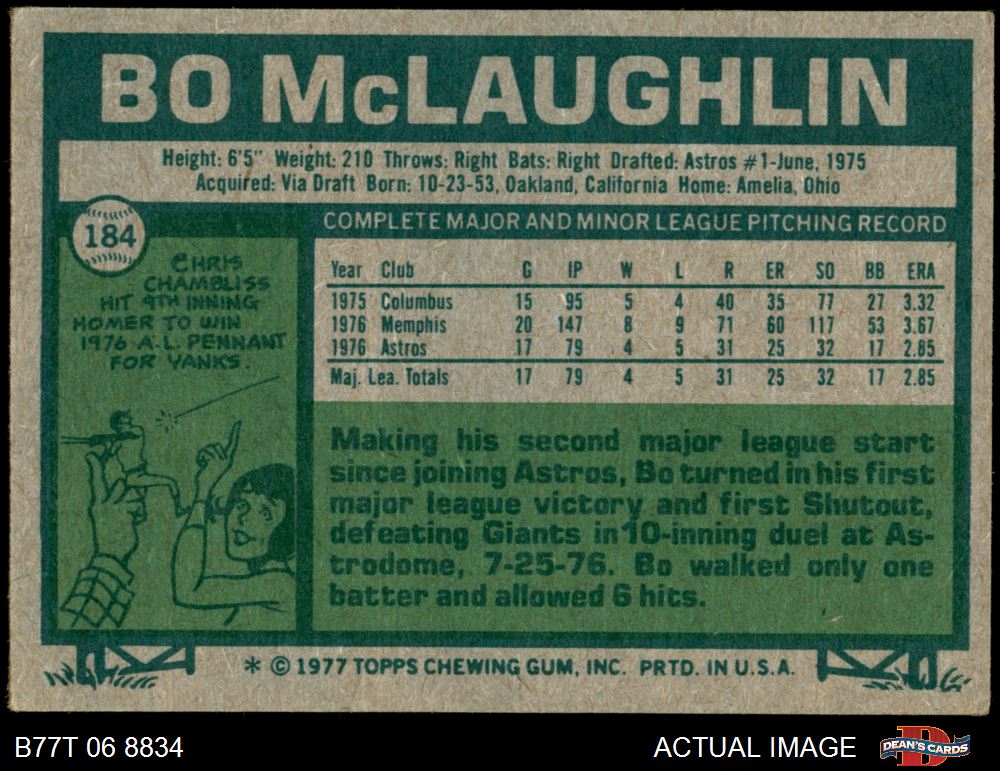 BO McLAUGHLIN
Height: 6'5" Weight: 210 Throws: Right Bats: Right Drafted: Astros #1-June, 1975
Acquired: Via Draft Born: 10-23-53, Oakland, California Home: Amelia, Ohio
184
CHRIS
CHAMBLISS
HIT 9TH INNING
HOMER TO WIN
1976 A.L. PENNANT
FOR YANKS.
COMPLETE MAJOR AND MINOR LEAGUE PITCHING RECORD
Year Club G IP W L R ER SO BB ERA
1975 Columbus 15 95 5 4 40 35 77 27 3.32
1976 Memphis 20 147 8 9 71 60 117 53 3.67
1976 Astros 17 79 4 5 31 25 32 17 2.85
Maj. Lea. Totals 17 79 4 5 31 25 32 17 2.85
Making his second major league start
since joining Astros, Bo turned in his first
major league victory and first Shutout,
defeating Giants in 10-inning duel at As-
trodome, 7-25-76. Bo walked only one
batter and allowed 6 hits.
* © 1977 TOPPS CHEWING GUM, INC. PRTD. IN U.S.A.
B77T 06 8834
ACTUAL IMAGE
DEAN'S CARDS